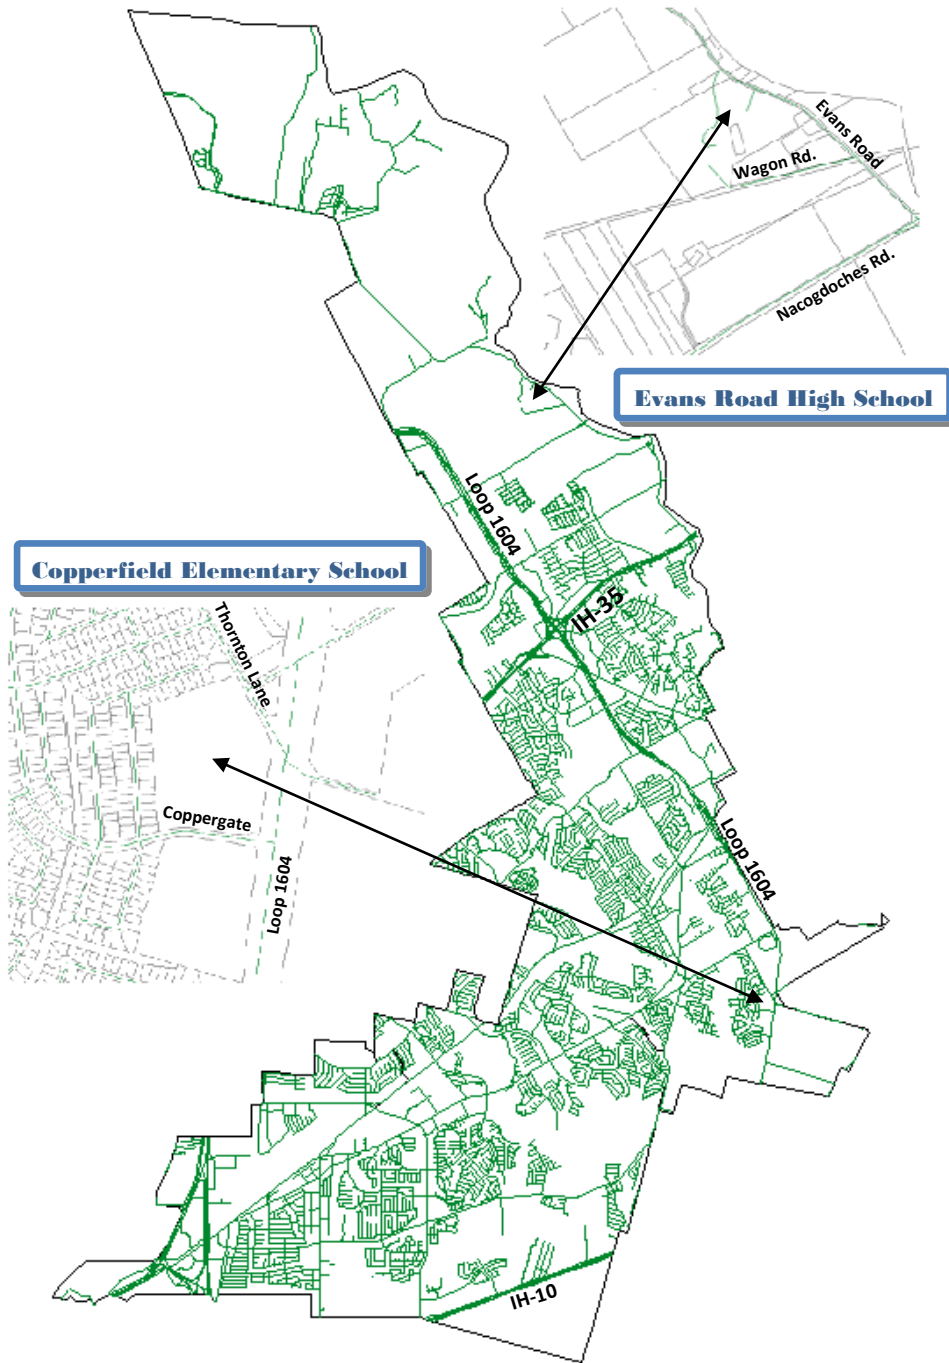 Evans Road
Wagon Rd.
Nacogdoches Rd.
Evans Road High School
Loop 1604
IH-35
Copperfield Elementary School
Thornton Lane
Coppergate
Loop 1604
Loop 1604
IH-10